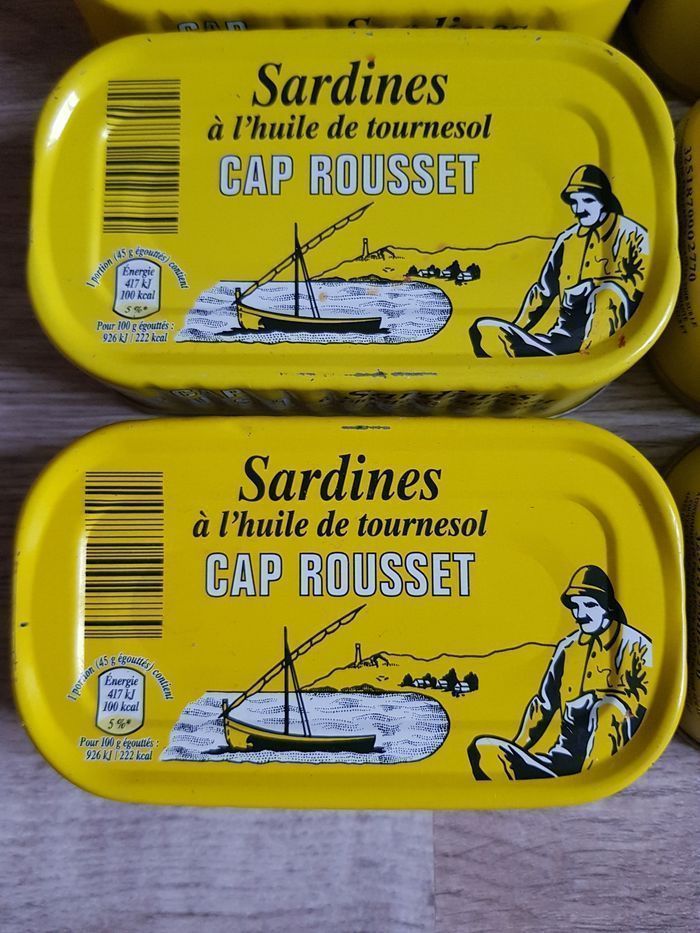 Sardines
à l'huile de tournesol
CAP ROUSSET
1 portion (45 g égouttés) contient
Énergie
417 kJ
100 kcal
5 %*
Pour 100 g égouttés :
926 kJ / 222 kcal
Sardines
Sardines
à l'huile de tournesol
CAP ROUSSET
1 portion (45 g égouttés) contient
Énergie
417 kJ
100 kcal
5 %*
Pour 100 g égouttés :
926 kJ / 222 kcal